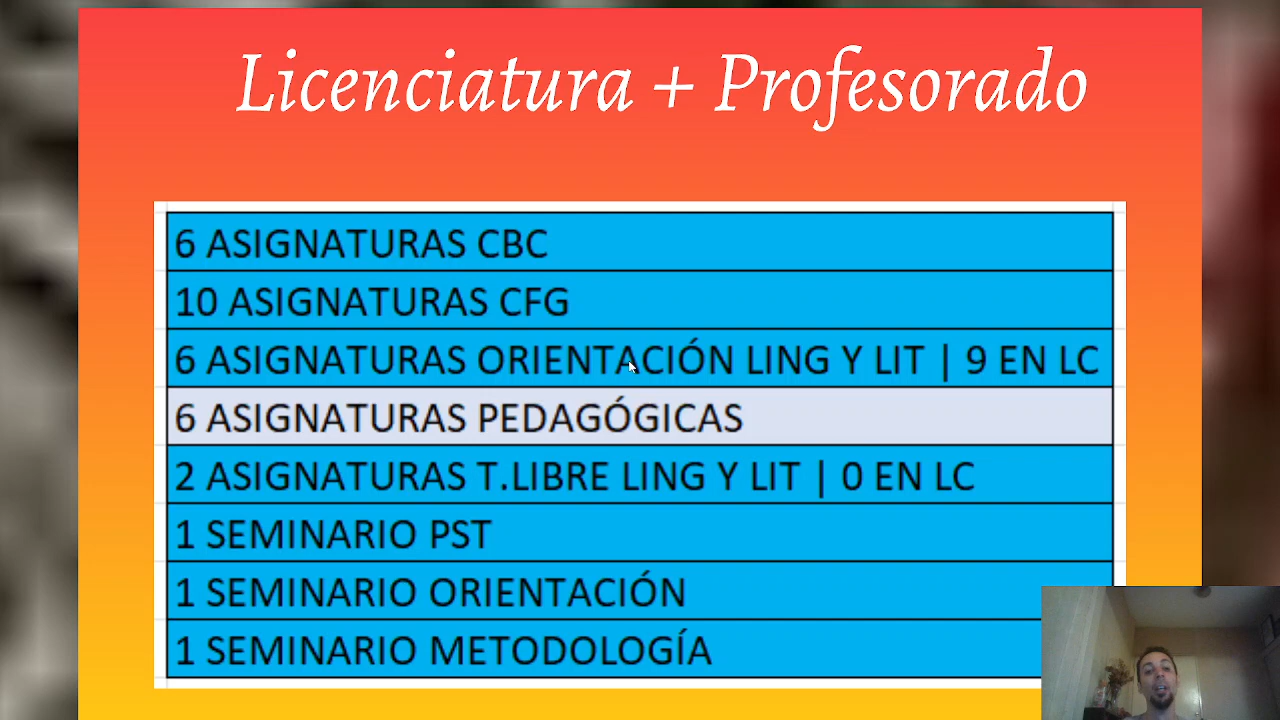 Licenciatura + Profesorado
6 ASIGNATURAS CBC
10 ASIGNATURAS CFG
6 ASIGNATURAS ORIENTACIÓN LING Y LIT | 9 EN LC
6 ASIGNATURAS PEDAGÓGICAS
2 ASIGNATURAS T.LIBRE LING Y LIT | 0 EN LC
1 SEMINARIO PST
1 SEMINARIO ORIENTACIÓN
1 SEMINARIO METODOLOGÍA